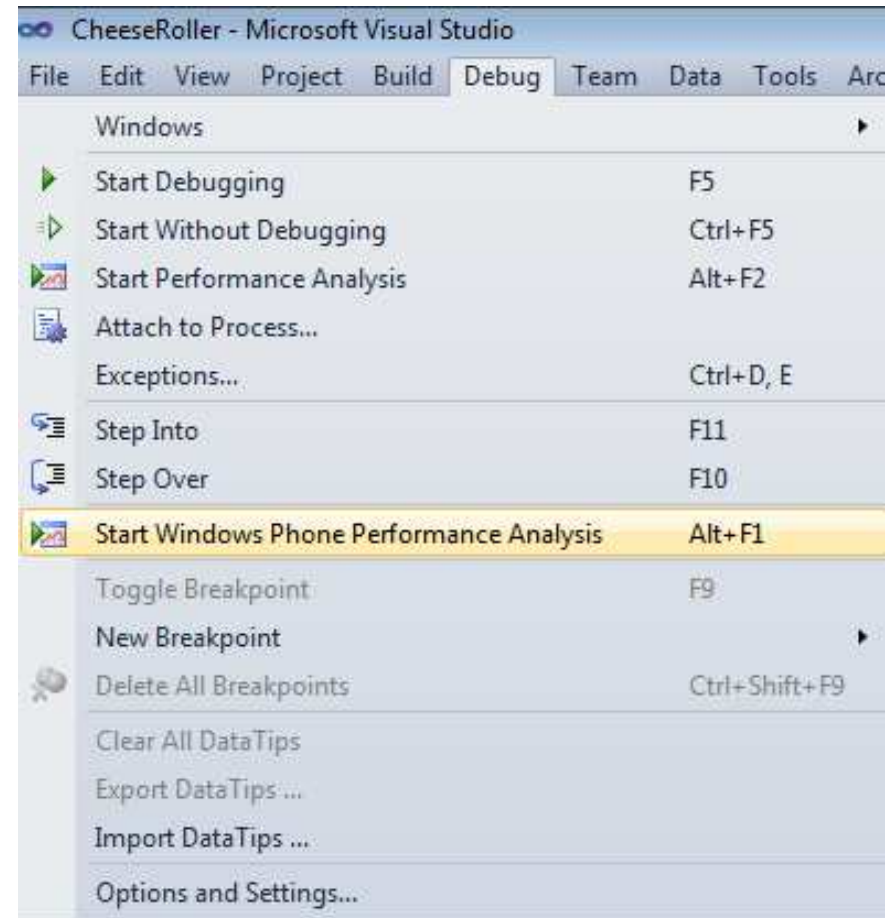 CheeseRoller - Microsoft Visual Studio
File Edit View Project Build Debug Team Data Tools Arc
Windows
Start Debugging F5
Start Without Debugging Ctrl+F5
Start Performance Analysis Alt+F2
Attach to Process...
Exceptions... Ctrl+D, E
Step Into F11
Step Over F10
Start Windows Phone Performance Analysis Alt+F1
Toggle Breakpoint F9
New Breakpoint
Delete All Breakpoints Ctrl+Shift+F9
Clear All DataTips
Export DataTips ...
Import DataTips ...
Options and Settings...